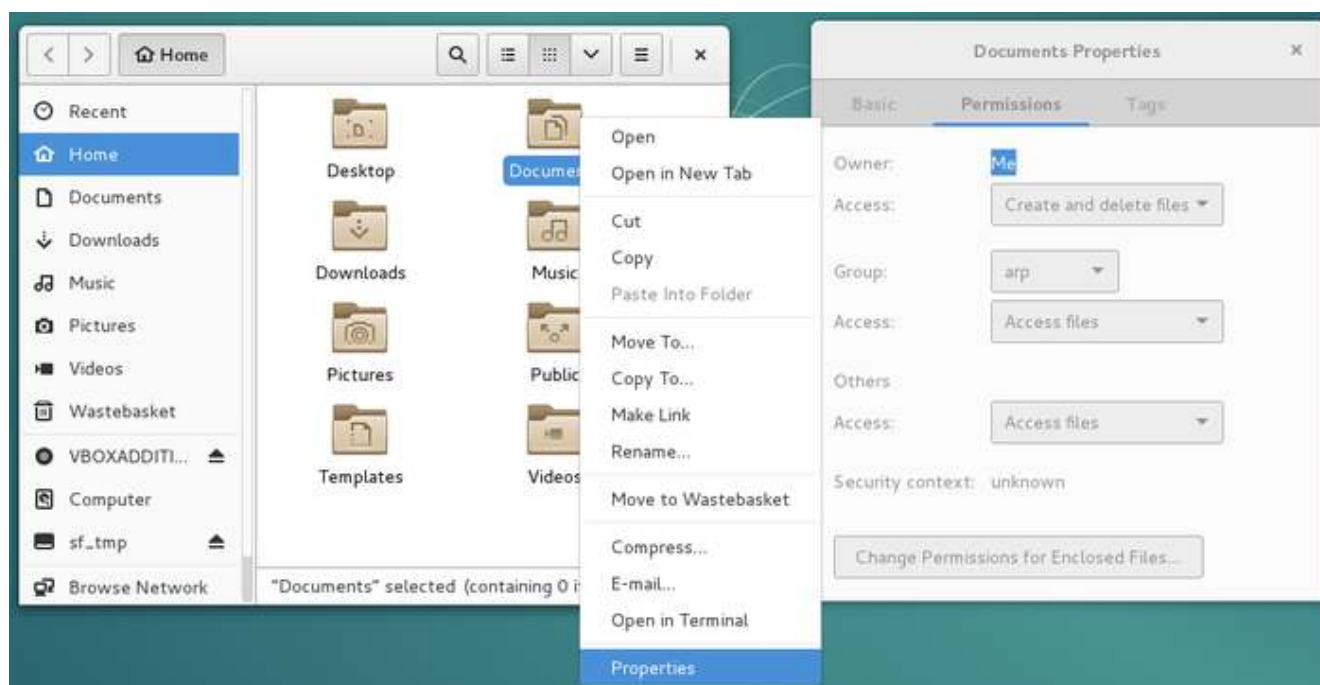 Home
Recent
Home
Documents
Downloads
Music
Pictures
Videos
Wastebasket
VBOXADDITI...
Computer
sf_tmp
Browse Network
Desktop
Downloads
Music
Pictures
Public
Templates
Videos
"Documents" selected (containing 0
Open
Open in New Tab
Cut
Copy
Paste Into Folder
Move To...
Copy To...
Make Link
Rename...
Move to Wastebasket
Compress...
E-mail...
Open in Terminal
Properties
Documents Properties
Basic Permissions Tags
Owner: Me
Access: Create and delete files
Group: arp
Access: Access files
Others
Access: Access files
Security context: unknown
Change Permissions for Enclosed Files...